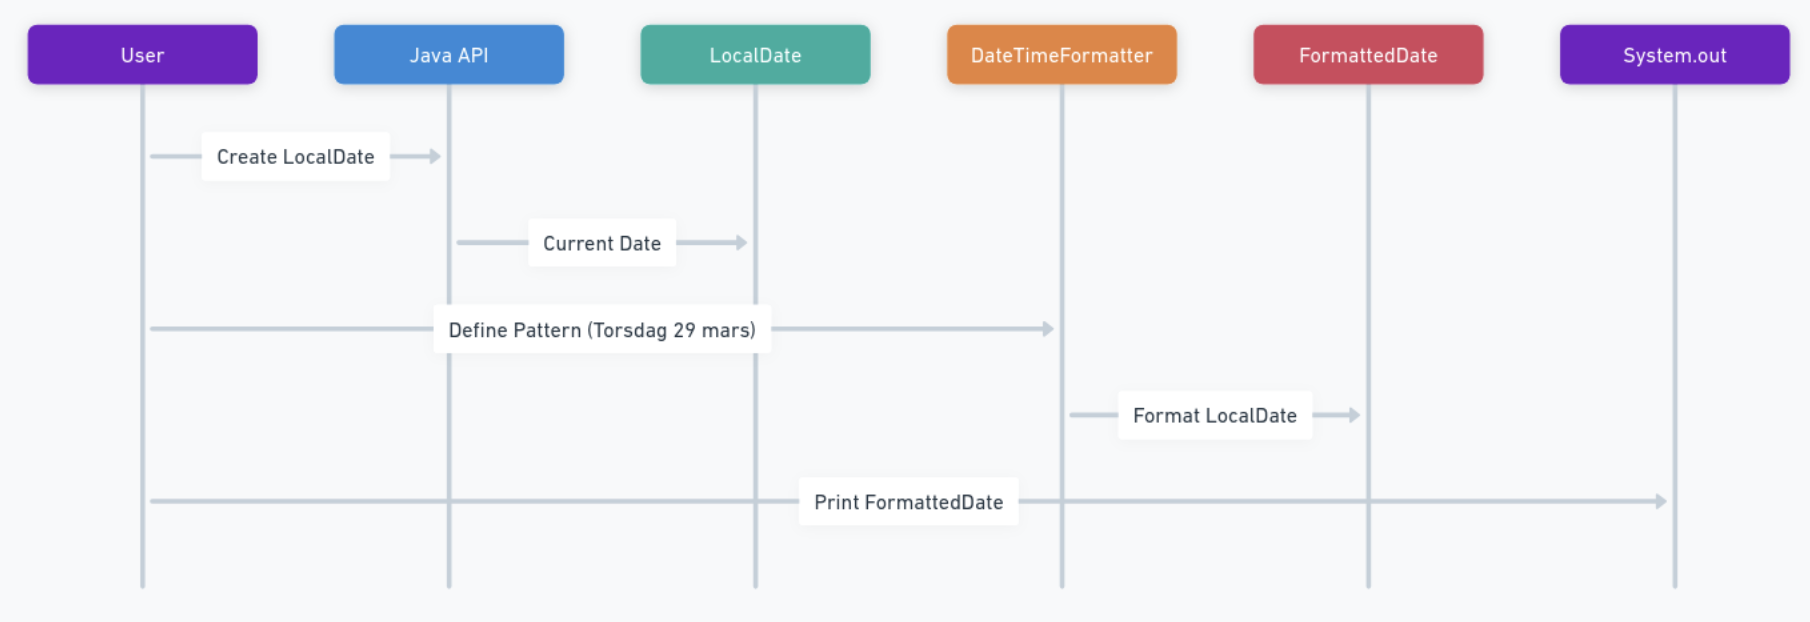 User
Java API
LocalDate
DateTimeFormatter
FormattedDate
System.out
Create LocalDate
Current Date
Define Pattern (Torsdag 29 mars)
Format LocalDate
Print FormattedDate